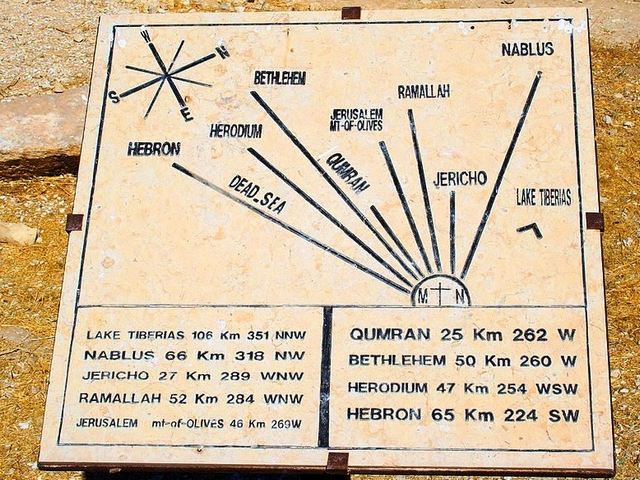 W N
S E
NABLUS
BETHLEHEM
RAMALLAH
JERUSALEM
MT-OF-OLIVES
HERODIUM
HEBRON
QUMRAN
JERICHO
DEAD_SEA
LAKE TIBERIAS
M N
LAKE TIBERIAS 106 Km 351 NNW
NABLUS 66 Km 318 NW
JERICHO 27 Km 289 WNW
RAMALLAH 52 Km 284 WNW
JERUSALEM mt-of-OLIVES 46 Km 269W
QUMRAN 25 Km 262 W
BETHLEHEM 50 Km 260 W
HERODIUM 47 Km 254 WSW
HEBRON 65 Km 224 SW